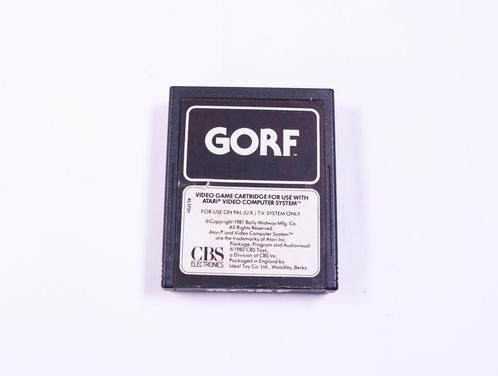 GORF™
VIDEO GAME CARTRIDGE FOR USE WITH
ATARI® VIDEO COMPUTER SYSTEM™
FOR USE ON PAL (U.K.) T.V. SYSTEM ONLY.
©Copyright 1981 Bally Midway Mfg. Co.
All Rights Reserved.
Atari® and Video Computer System™
are the trademarks of Atari Inc.
Package, Program and Audiovisual
©1982 CBS Toys,
a Division of CBS Inc.
Packaged in England by
Ideal Toy Co. Ltd., Woodley, Berks.
CBS
ELECTRONICS